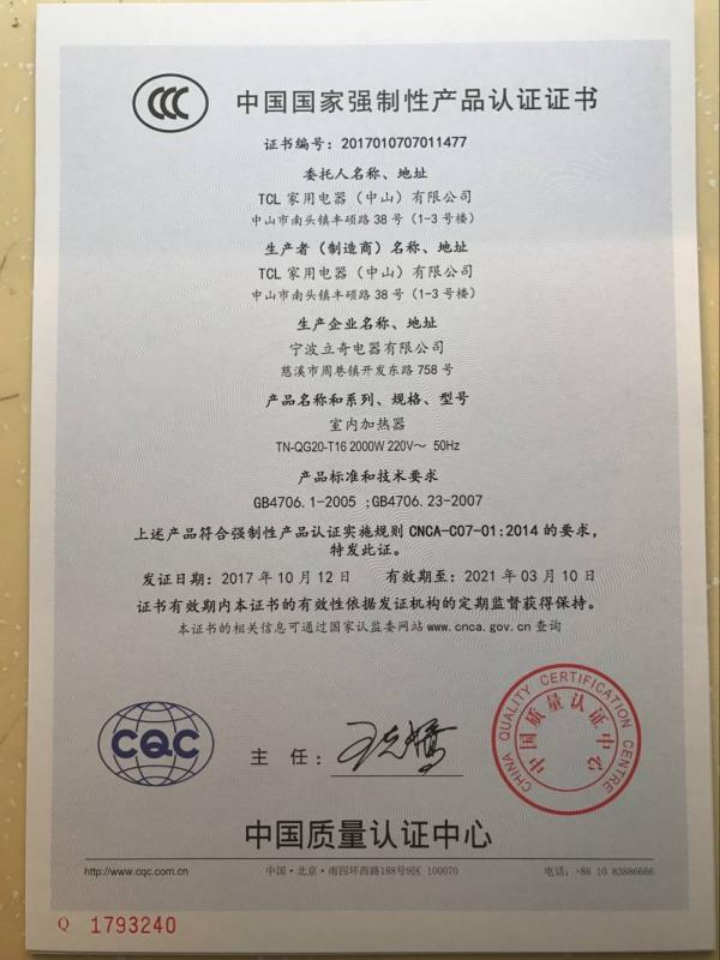 CCC
中国国家强制性产品认证证书
证书编号：2017010707011477
委托人名称、地址
TCL 家用电器（中山）有限公司
中山市南头镇丰硕路 38 号（1-3 号楼）
生产者（制造商）名称、地址
TCL 家用电器（中山）有限公司
中山市南头镇丰硕路 38 号（1-3 号楼）
生产企业名称、地址
宁波立奇电器有限公司
慈溪市周巷镇开发东路 758 号
产品名称和系列、规格、型号
室内加热器
TN-QG20-T16 2000W 220V～ 50Hz
产品标准和技术要求
GB4706.1-2005 ;GB4706.23-2007
上述产品符合强制性产品认证实施规则 CNCA-C07-01:2014 的要求，
特发此证。
发证日期：2017 年 10 月 12 日 有效期至：2021 年 03 月 10 日
证书有效期内本证书的有效性依据发证机构的定期监督获得保持。
本证书的相关信息可通过国家认监委网站 www.cnca.gov.cn 查询
CQC
主 任：
CHINA QUALITY CERTIFICATION CENTRE
中国质量认证中心
中国质量认证中心
http://www.cqc.com.cn 中国·北京·南四环西路188号9区 100070 电话：+86 10 83886666
Q 1793240